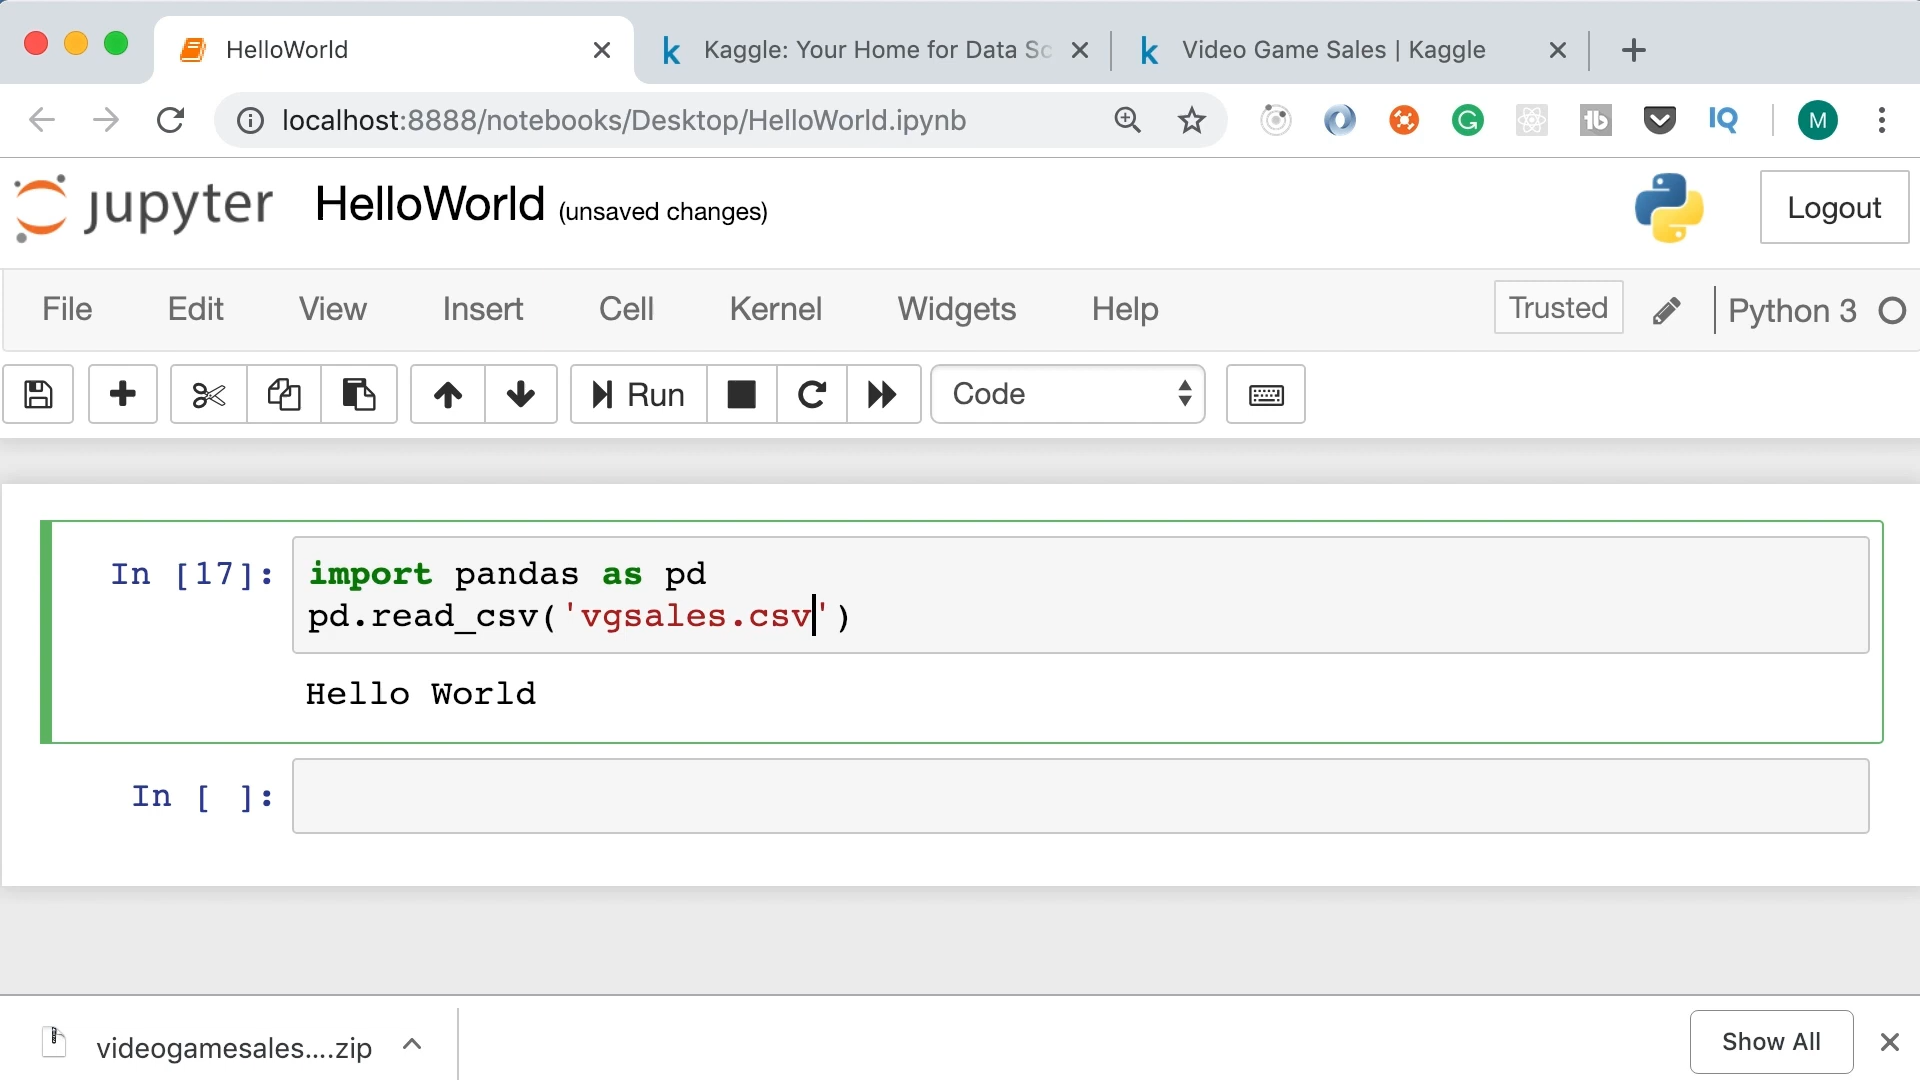 HelloWorld
Kaggle: Your Home for Data Sc
Video Game Sales | Kaggle
localhost:8888/notebooks/Desktop/HelloWorld.ipynb
IQ
M
jupyter HelloWorld (unsaved changes)
Logout
File Edit View Insert Cell Kernel Widgets Help
Trusted
Python 3
Run
Code
In [17]:
import pandas as pd
pd.read_csv('vgsales.csv')
Hello World
In [ ]:
videogamesales....zip
Show All